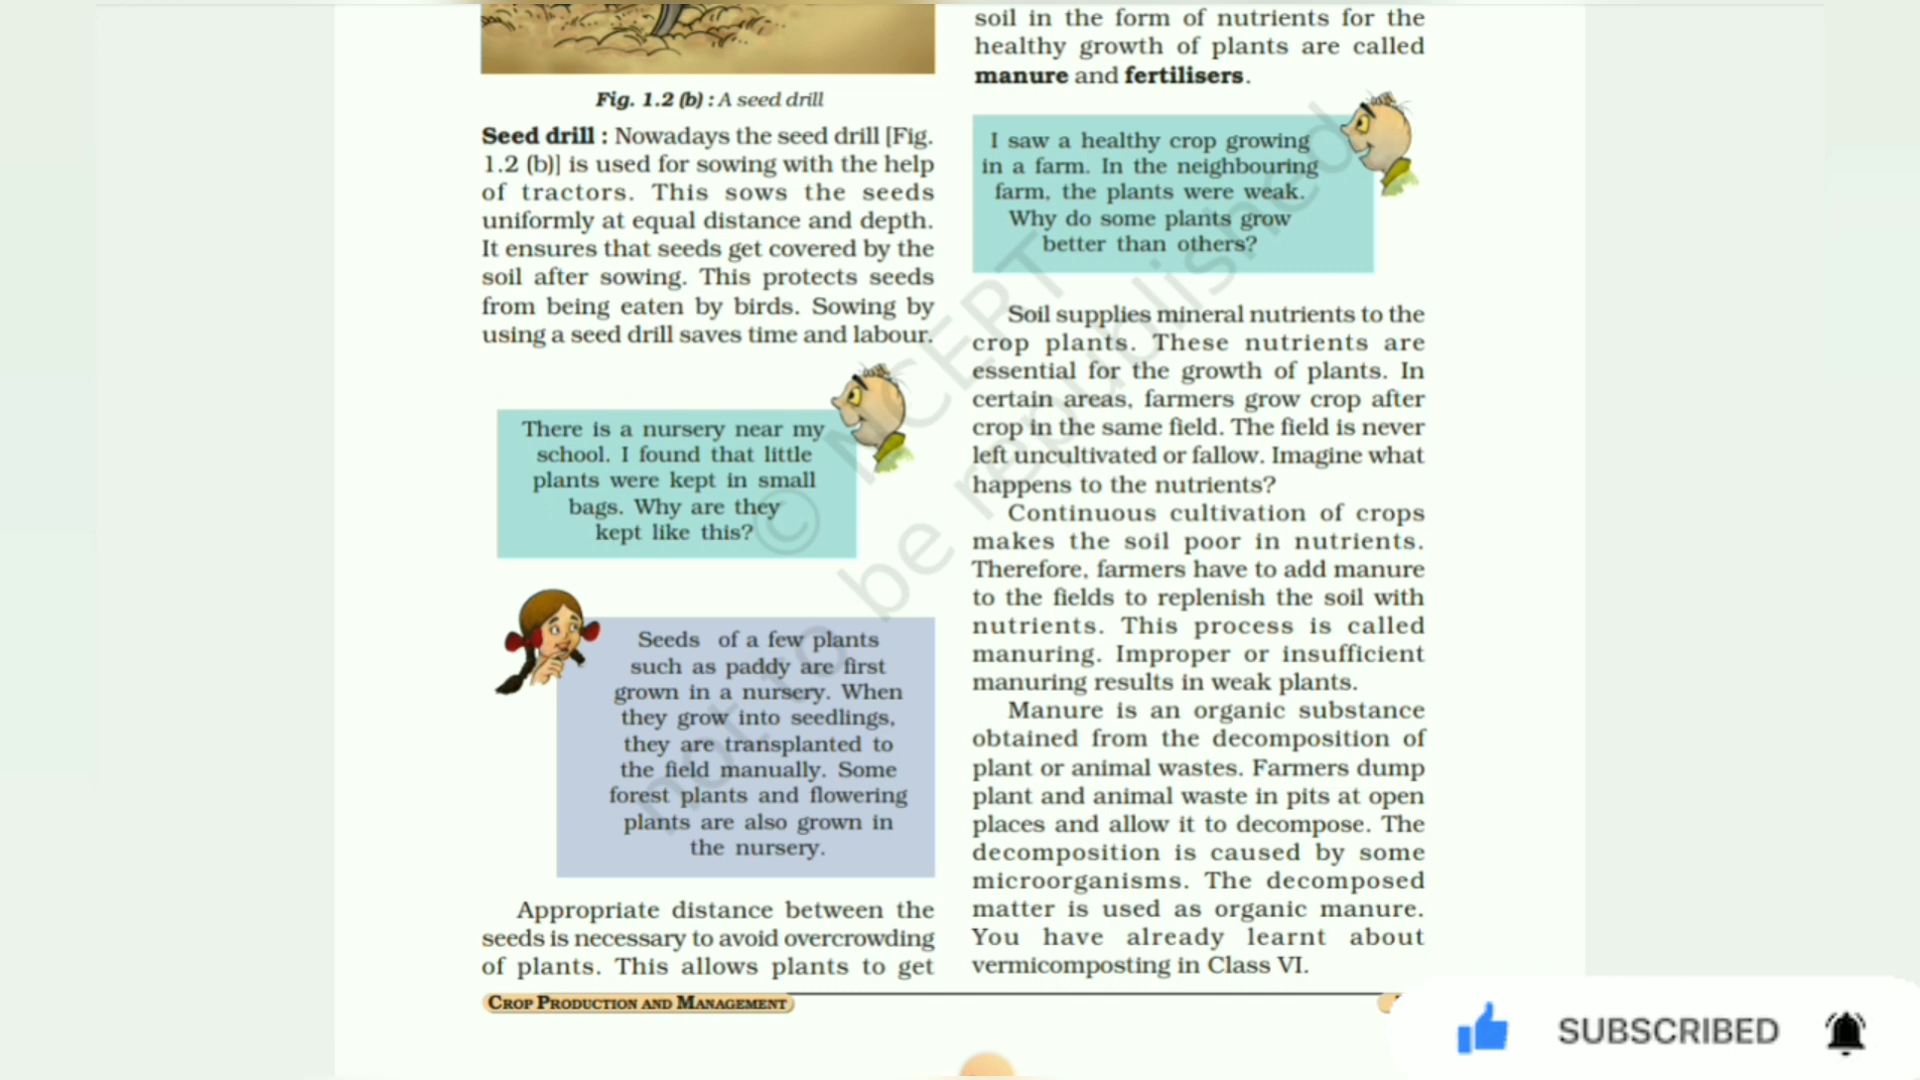 Fig. 1.2 (b) : A seed drill
Seed drill : Nowadays the seed drill [Fig.
1.2 (b)] is used for sowing with the help
of tractors. This sows the seeds
uniformly at equal distance and depth.
It ensures that seeds get covered by the
soil after sowing. This protects seeds
from being eaten by birds. Sowing by
using a seed drill saves time and labour.
There is a nursery near my
school. I found that little
plants were kept in small
bags. Why are they
kept like this?
Seeds of a few plants
such as paddy are first
grown in a nursery. When
they grow into seedlings,
they are transplanted to
the field manually. Some
forest plants and flowering
plants are also grown in
the nursery.
Appropriate distance between the
seeds is necessary to avoid overcrowding
of plants. This allows plants to get
soil in the form of nutrients for the
healthy growth of plants are called
manure and fertilisers.
I saw a healthy crop growing
in a farm. In the neighbouring
farm, the plants were weak.
Why do some plants grow
better than others?
Soil supplies mineral nutrients to the
crop plants. These nutrients are
essential for the growth of plants. In
certain areas, farmers grow crop after
crop in the same field. The field is never
left uncultivated or fallow. Imagine what
happens to the nutrients?
Continuous cultivation of crops
makes the soil poor in nutrients.
Therefore, farmers have to add manure
to the fields to replenish the soil with
nutrients. This process is called
manuring. Improper or insufficient
manuring results in weak plants.
Manure is an organic substance
obtained from the decomposition of
plant or animal wastes. Farmers dump
plant and animal waste in pits at open
places and allow it to decompose. The
decomposition is caused by some
microorganisms. The decomposed
matter is used as organic manure.
You have already learnt about
vermicomposting in Class VI.
CROP PRODUCTION AND MANAGEMENT
© NCERT
not to be republished
SUBSCRIBED